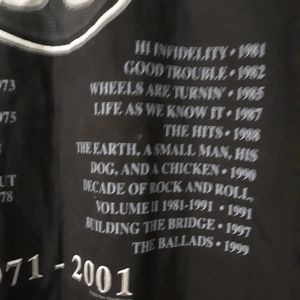 HI INFIDELITY • 1981
GOOD TROUBLE • 1982
WHEELS ARE TURNIN' • 1985
LIFE AS WE KNOW IT • 1987
THE HITS • 1988
THE EARTH, A SMALL MAN, HIS
DOG, AND A CHICKEN • 1990
DECADE OF ROCK AND ROLL,
VOLUME II 1981-1991 • 1991
BUILDING THE BRIDGE • 1997
THE BALLADS • 1999
973
975
N
OUT
78
971 - 2001